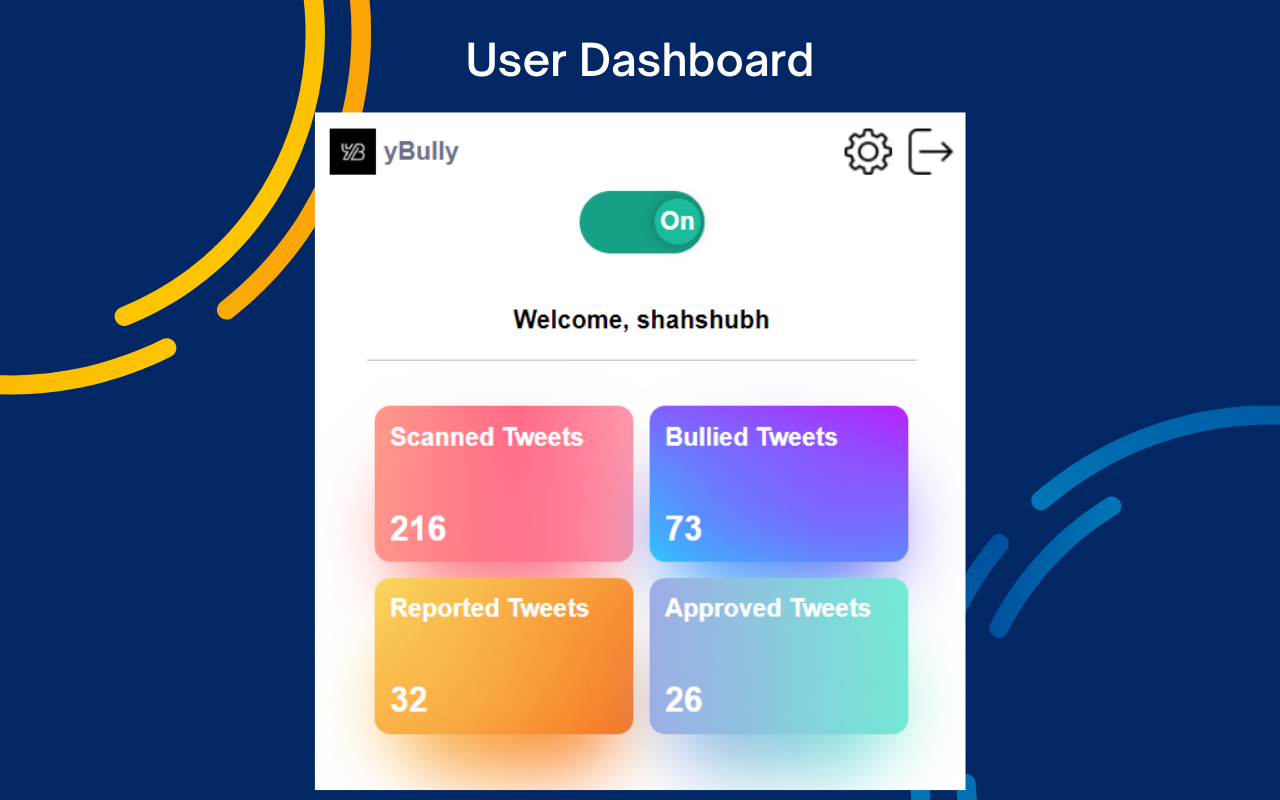 User Dashboard
YB yBully
On
Welcome, shahshubh
Scanned Tweets
216
Bullied Tweets
73
Reported Tweets
32
Approved Tweets
26